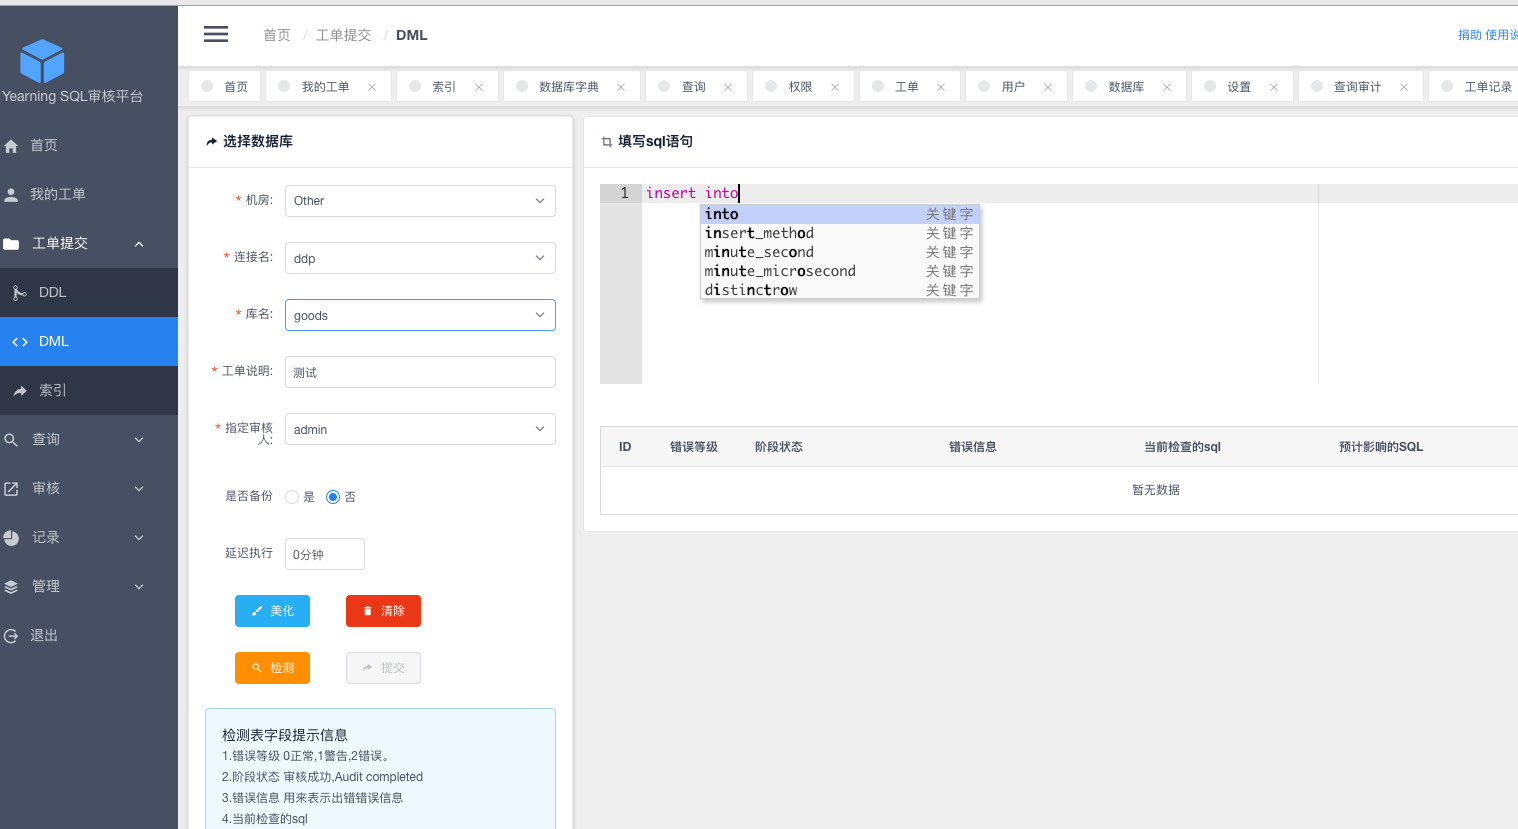 Yearning SQL审核平台
首页
我的工单
工单提交
DDL
DML
索引
查询
审核
记录
管理
退出
首页 / 工单提交 / DML
捐助 使用说
首页 我的工单 索引 数据库字典 查询 权限 工单 用户 数据库 设置 查询审计 工单记录
选择数据库
* 机房: Other
* 连接名: ddp
* 库名: goods
* 工单说明: 测试
* 指定审核人: admin
是否备份 是 否
延迟执行 0分钟
美化 清除
检测 提交
检测表字段提示信息
1.错误等级 0正常,1警告,2错误。
2.阶段状态 审核成功,Audit completed
3.错误信息 用来表示出错错误信息
4.当前检查的sql
填写sql语句
1 insert into
into 关键字
insert_method 关键字
minute_second 关键字
minute_microsecond 关键字
distinctrow 关键字
ID 错误等级 阶段状态 错误信息 当前检查的sql 预计影响的SQL
暂无数据